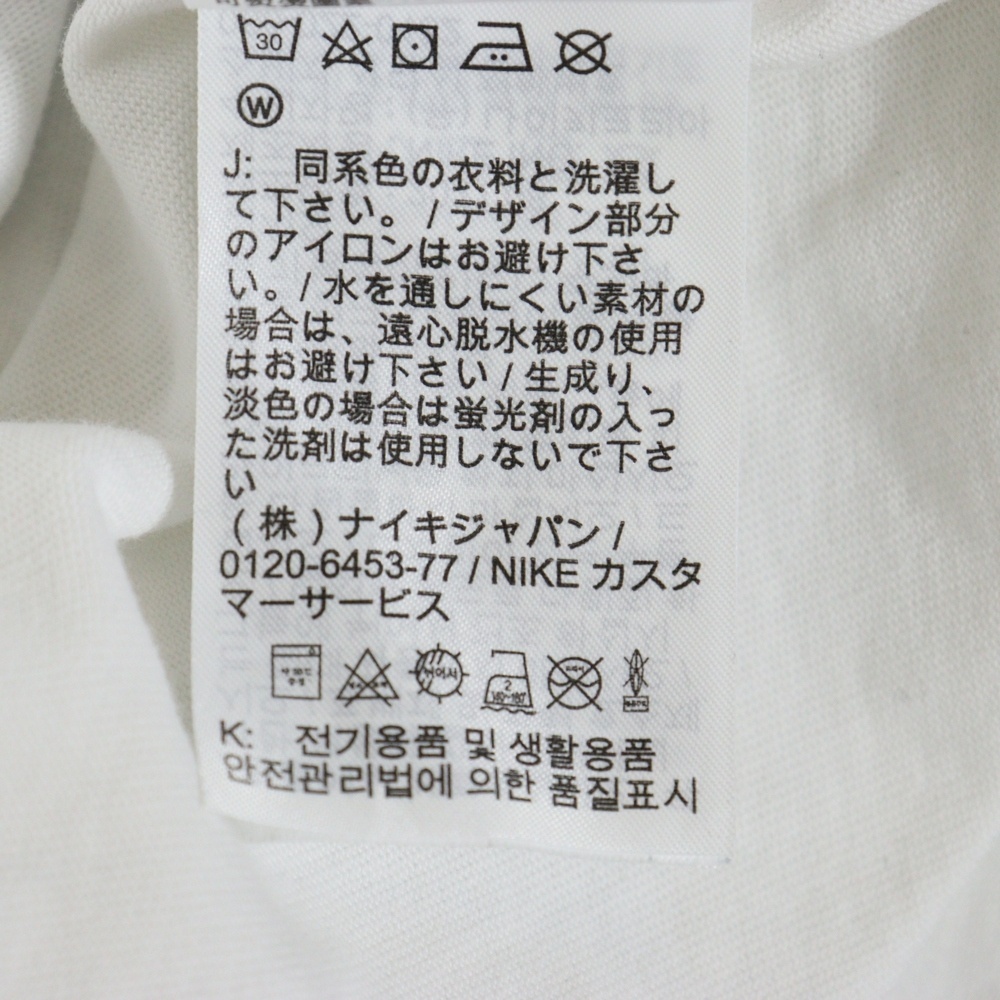 30
W
J: 同系色の衣料と洗濯し
て下さい。 / デザイン部分
のアイロンはお避け下さ
い。/ 水を通しにくい素材の
場合は、遠心脱水機の使用
はお避け下さい / 生成り、
淡色の場合は蛍光剤の入っ
た洗剤は使用しないで下さ
い
(株) ナイキジャパン /
0120-6453-77 / NIKE カスタ
マーサービス
K: 전기용품 및 생활용품
안전관리법에 의한 품질표시